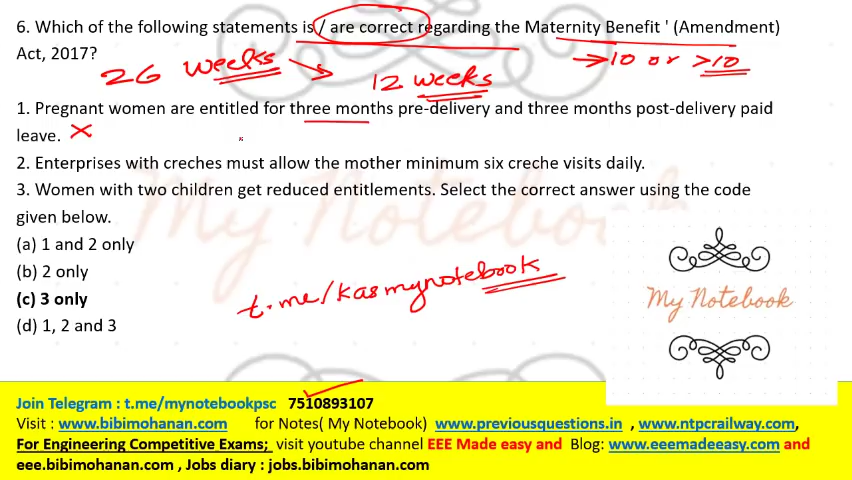 6. Which of the following statements is / are correct regarding the Maternity Benefit ' (Amendment)
Act, 2017?
26 weeks → 12 weeks
→ 10 or >10
1. Pregnant women are entitled for three months pre-delivery and three months post-delivery paid
leave. ×
2. Enterprises with creches must allow the mother minimum six creche visits daily.
3. Women with two children get reduced entitlements. Select the correct answer using the code
given below.
(a) 1 and 2 only
(b) 2 only
(c) 3 only
(d) 1, 2 and 3
t.me/kasmynotebook
My Notebook
My Notebook
Join Telegram : t.me/mynotebookpsc 7510893107
Visit : www.bibimohanan.com for Notes( My Notebook) www.previousquestions.in , www.ntpcrailway.com,
For Engineering Competitive Exams; visit youtube channel EEE Made easy and Blog: www.eeemadeeasy.com and
eee.bibimohanan.com , Jobs diary : jobs.bibimohanan.com